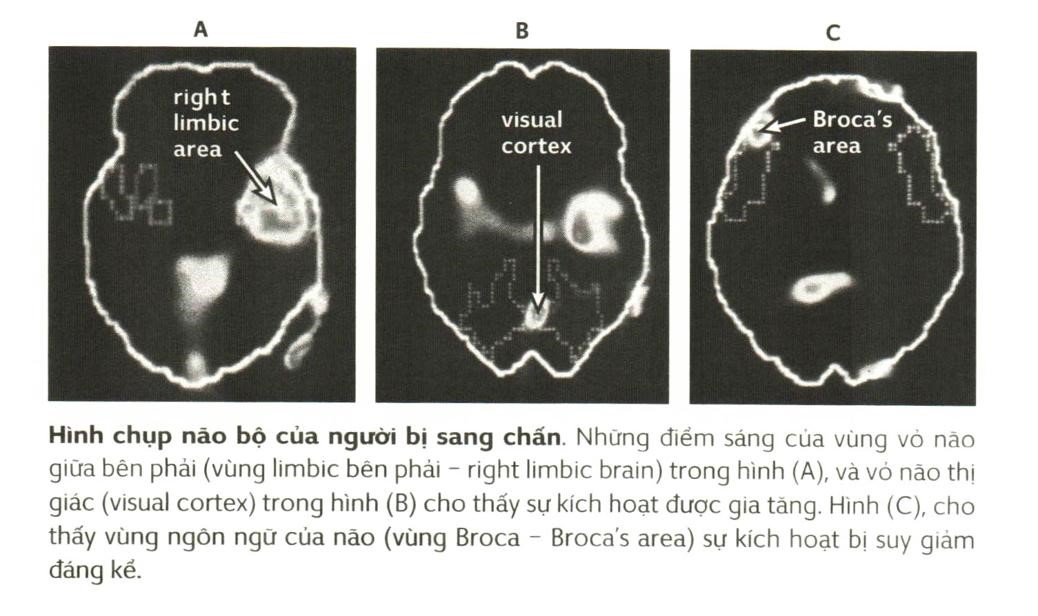 A
B
C
right
limbic
area
visual
cortex
Broca's
area
Hình chụp não bộ của người bị sang chấn. Những điểm sáng của vùng vỏ não
giữa bên phải (vùng limbic bên phải – right limbic brain) trong hình (A), và vỏ não thị
giác (visual cortex) trong hình (B) cho thấy sự kích hoạt được gia tăng. Hình (C), cho
thấy vùng ngôn ngữ của não (vùng Broca – Broca's area) sự kích hoạt bị suy giảm
đáng kể.